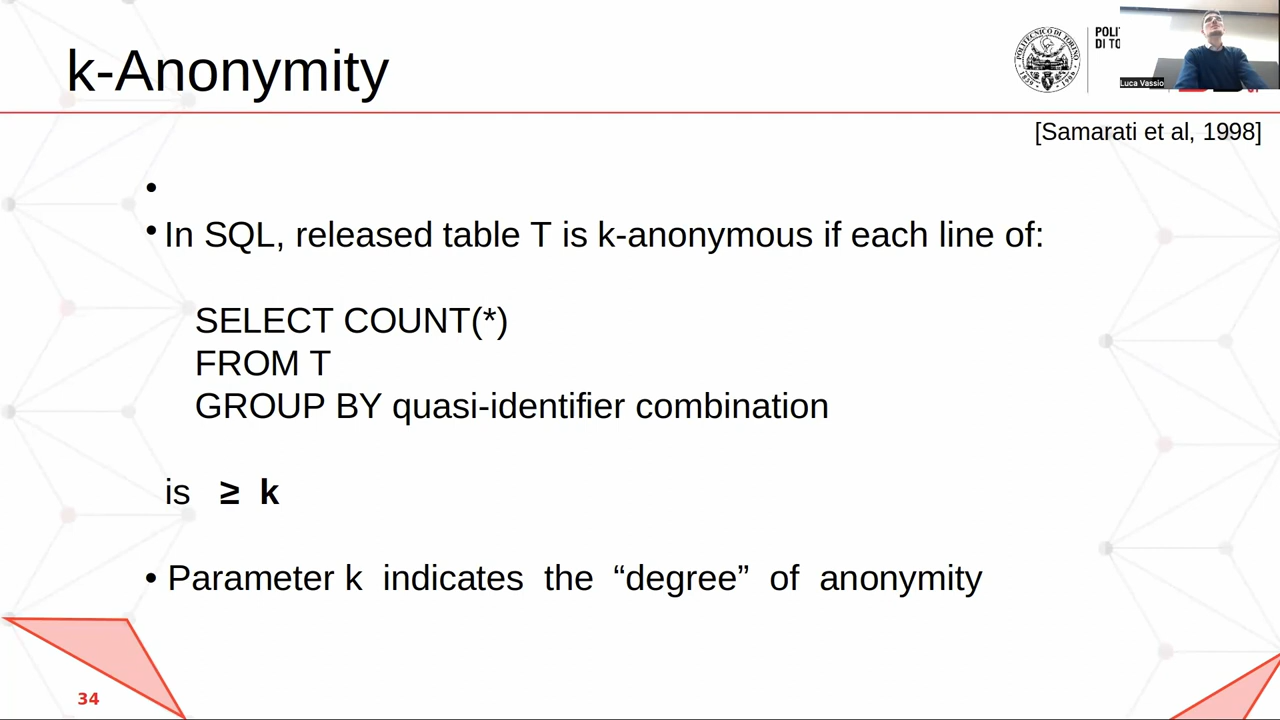 k-Anonymity
POLI
DI TO
Luca Vassio
[Samarati et al, 1998]
•
• In SQL, released table T is k-anonymous if each line of:
SELECT COUNT(*)
FROM T
GROUP BY quasi-identifier combination
is ≥ k
• Parameter k indicates the “degree” of anonymity
34